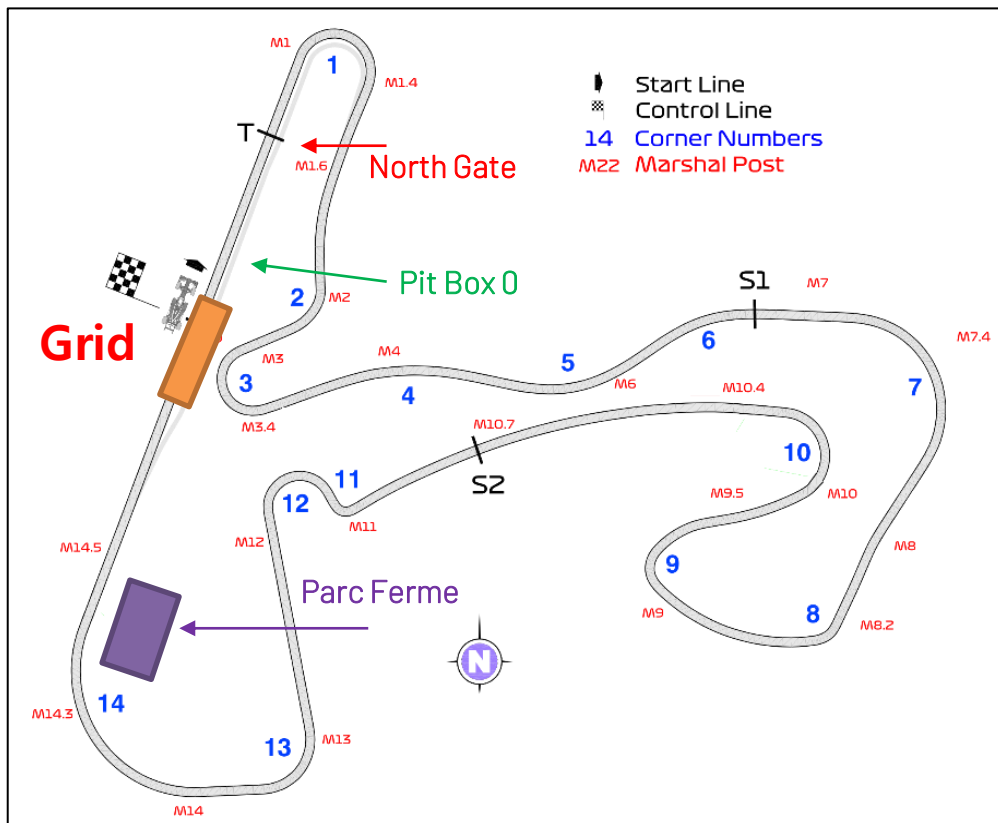 M1
1
M1.4
Start Line
Control Line
14 Corner Numbers
M22 Marshal Post
T
M1.6
North Gate
Pit Box 0
2
M2
S1
M7
Grid
M3
3
M3.4
M4
4
5
M6
6
M7.4
7
M10.4
M10.7
S2
10
M10
M9.5
11
12
M11
M12
M14.5
Parc Ferme
9
M9
8
M8
M8.2
N
14
M14.3
13
M13
M14